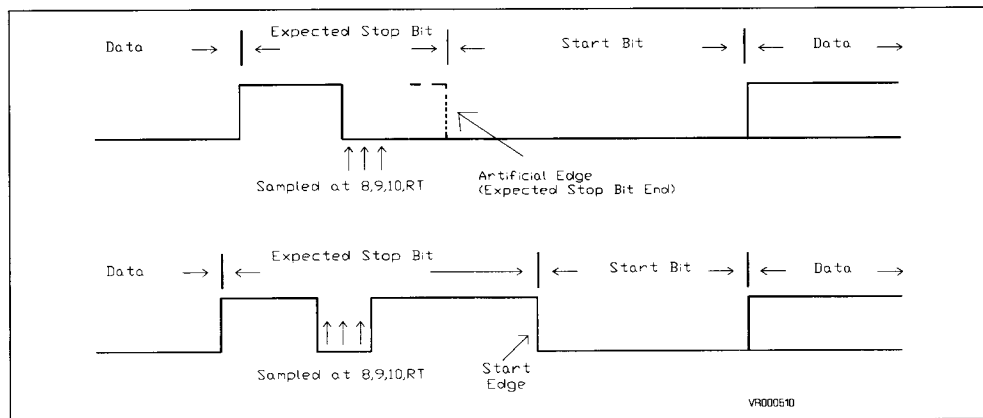 Expected Stop Bit
Data Start Bit Data
Sampled at 8,9,10,RT
Artificial Edge
(Expected Stop Bit End)
Expected Stop Bit
Data Start Bit Data
Sampled at 8,9,10,RT
Start
Edge
VR000510